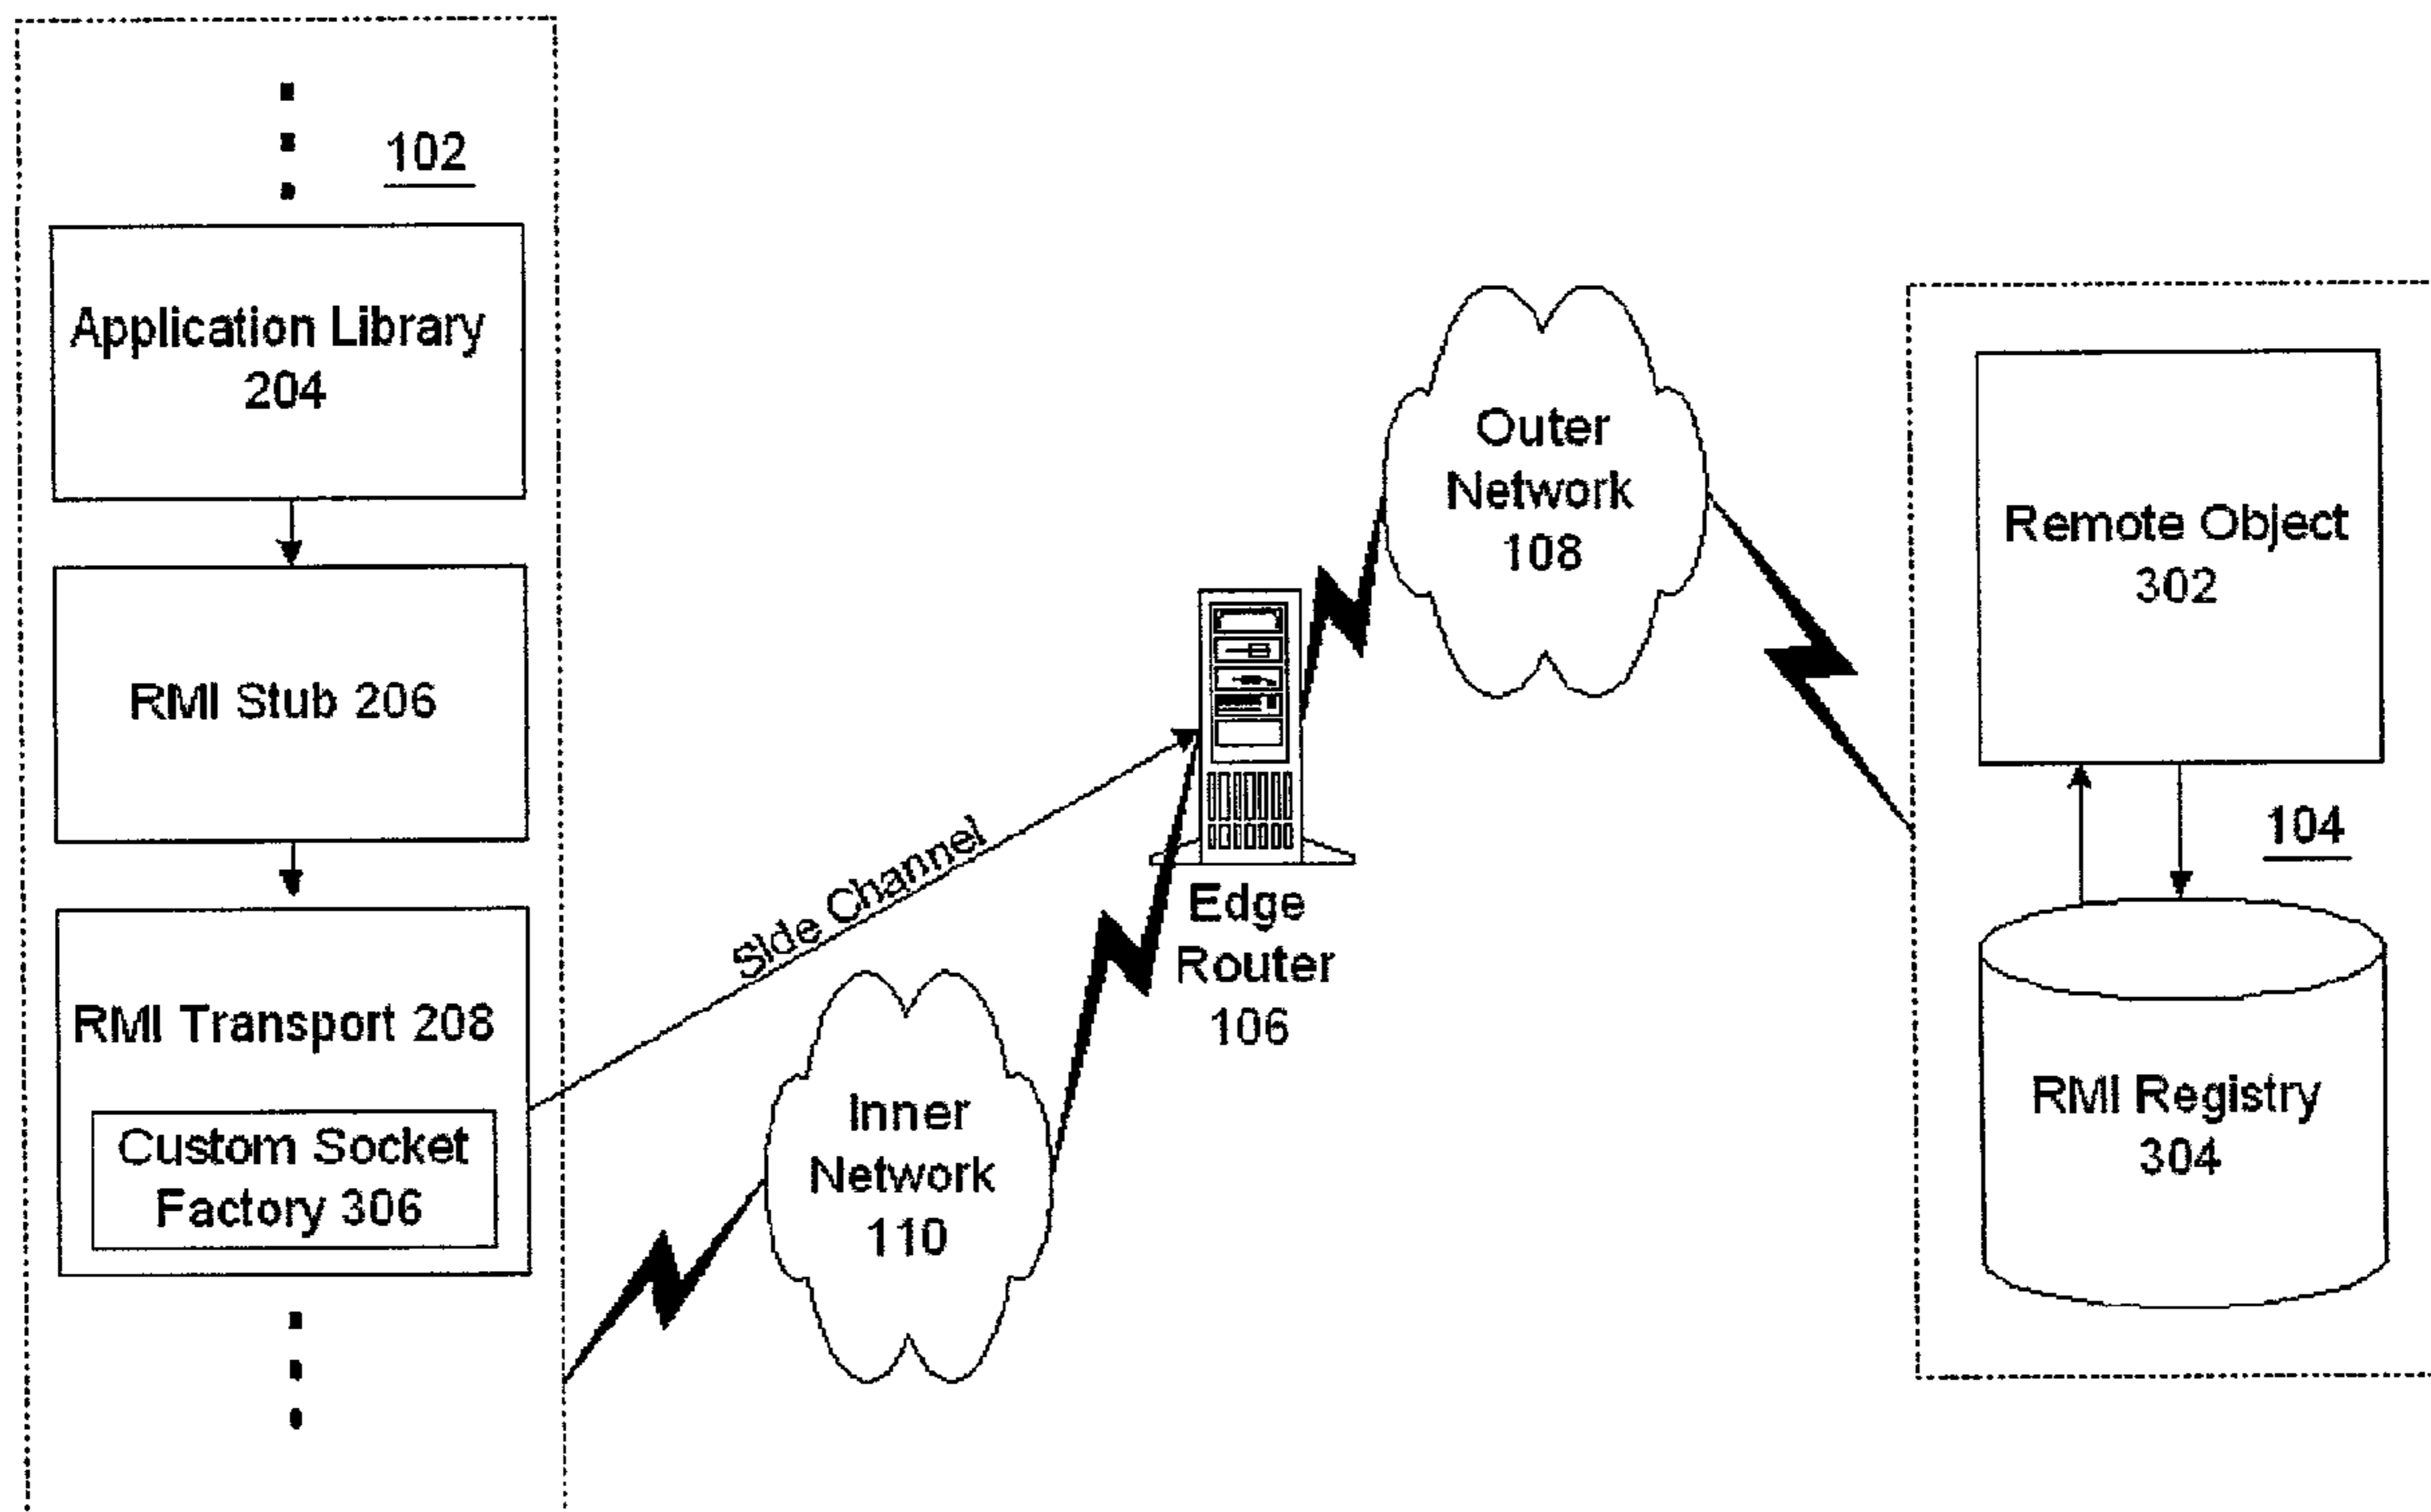 102
Application Library
204
RMI Stub 206
RMI Transport 208
Custom Socket
Factory 306
Side Channel
Inner
Network
110
Edge
Router
106
Outer
Network
108
Remote Object
302
104
RMI Registry
304